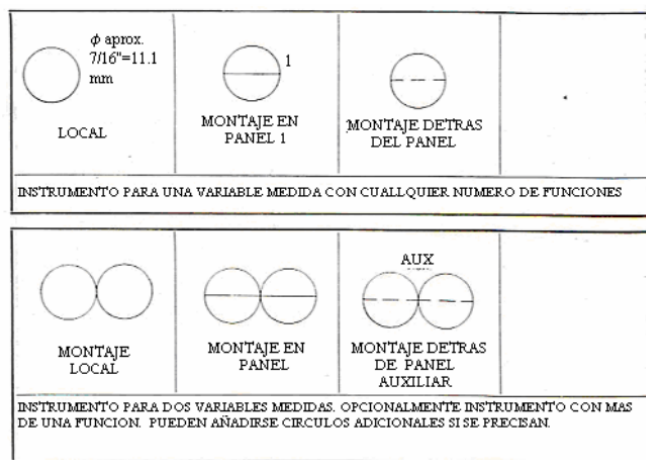 ϕ aprox.
7/16"=11.1
mm
LOCAL
1
MONTAJE EN
PANEL 1
MONTAJE DETRAS
DEL PANEL
INSTRUMENTO PARA UNA VARIABLE MEDIDA CON CUALLQUIER NUMERO DE FUNCIONES
MONTAJE
LOCAL
MONTAJE EN
PANEL
AUX
MONTAJE DETRAS
DE PANEL
AUXILIAR
INSTRUMENTO PARA DOS VARIABLES MEDIDAS. OPCIONALMENTE INSTRUMENTO CON MAS
DE UNA FUNCION. PUEDEN AÑADIRSE CIRCULOS ADICIONALES SI SE PRECISAN.